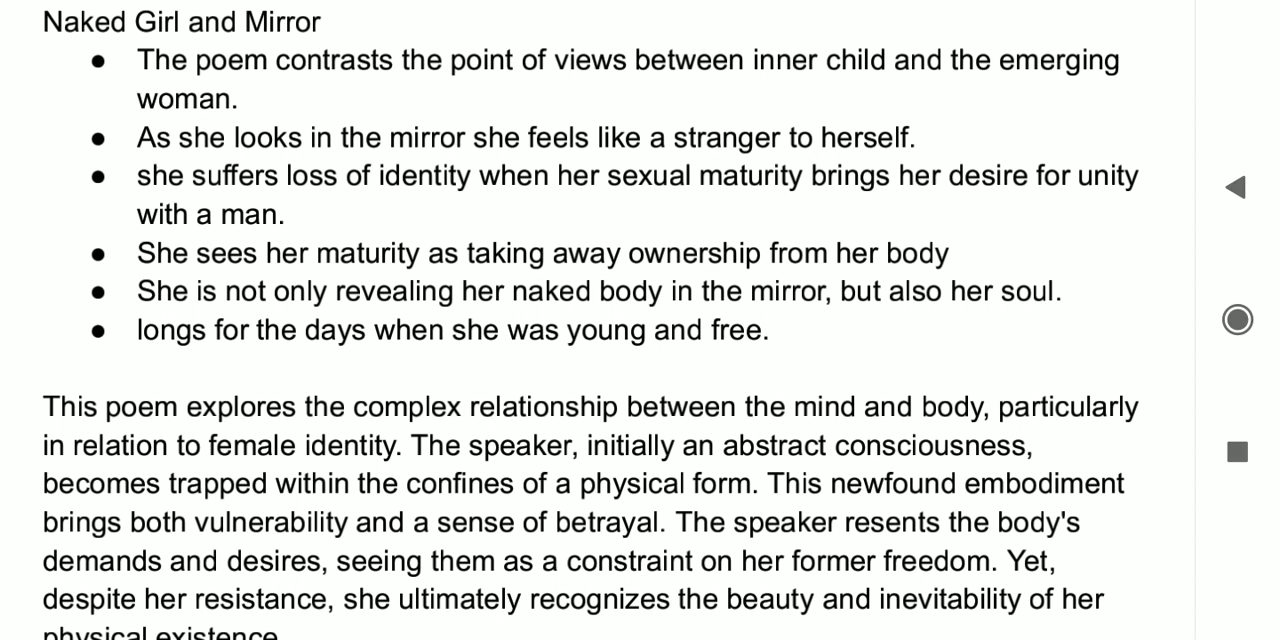 Naked Girl and Mirror
● The poem contrasts the point of views between inner child and the emerging
woman.
● As she looks in the mirror she feels like a stranger to herself.
● she suffers loss of identity when her sexual maturity brings her desire for unity
with a man.
● She sees her maturity as taking away ownership from her body
● She is not only revealing her naked body in the mirror, but also her soul.
● longs for the days when she was young and free.
This poem explores the complex relationship between the mind and body, particularly
in relation to female identity. The speaker, initially an abstract consciousness,
becomes trapped within the confines of a physical form. This newfound embodiment
brings both vulnerability and a sense of betrayal. The speaker resents the body's
demands and desires, seeing them as a constraint on her former freedom. Yet,
despite her resistance, she ultimately recognizes the beauty and inevitability of her
physical existence